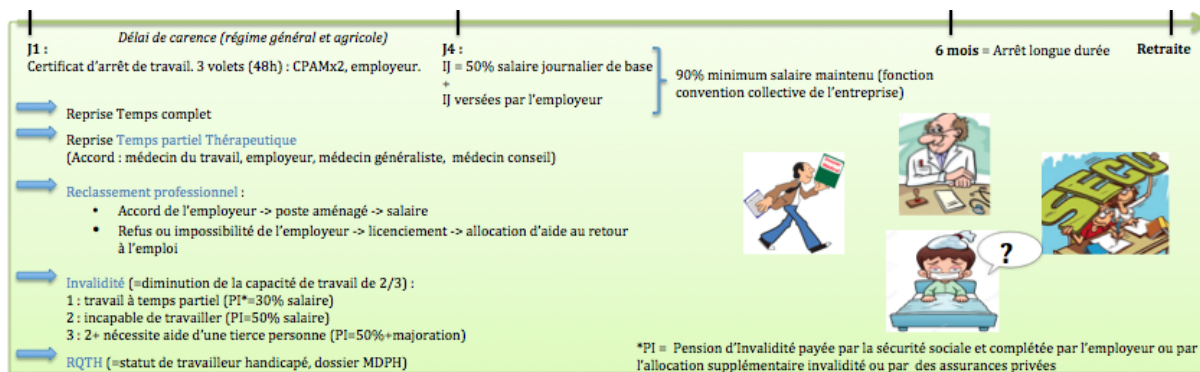 Délai de carence (régime général et agricole)
J1 :
Certificat d'arrêt de travail. 3 volets (48h) : CPAMx2, employeur.
J4 :
IJ = 50% salaire journalier de base
+
IJ versées par l'employeur
90% minimum salaire maintenu (fonction
convention collective de l'entreprise)
6 mois = Arrêt longue durée
Retraite
Reprise Temps complet
Reprise Temps partiel Thérapeutique
(Accord : médecin du travail, employeur, médecin généraliste, médecin conseil)
Reclassement professionnel :
• Accord de l'employeur -> poste aménagé -> salaire
• Refus ou impossibilité de l'employeur -> licenciement -> allocation d'aide au retour
à l'emploi
Invalidité (=diminution de la capacité de travail de 2/3) :
1 : travail à temps partiel (PI*=30% salaire)
2 : incapable de travailler (PI=50% salaire)
3 : 2+ nécessite aide d'une tierce personne (PI=50%+majoration)
RQTH (=statut de travailleur handicapé, dossier MDPH)
SECU
?
*PI = Pension d'Invalidité payée par la sécurité sociale et complétée par l'employeur ou par
l'allocation supplémentaire invalidité ou par des assurances privées